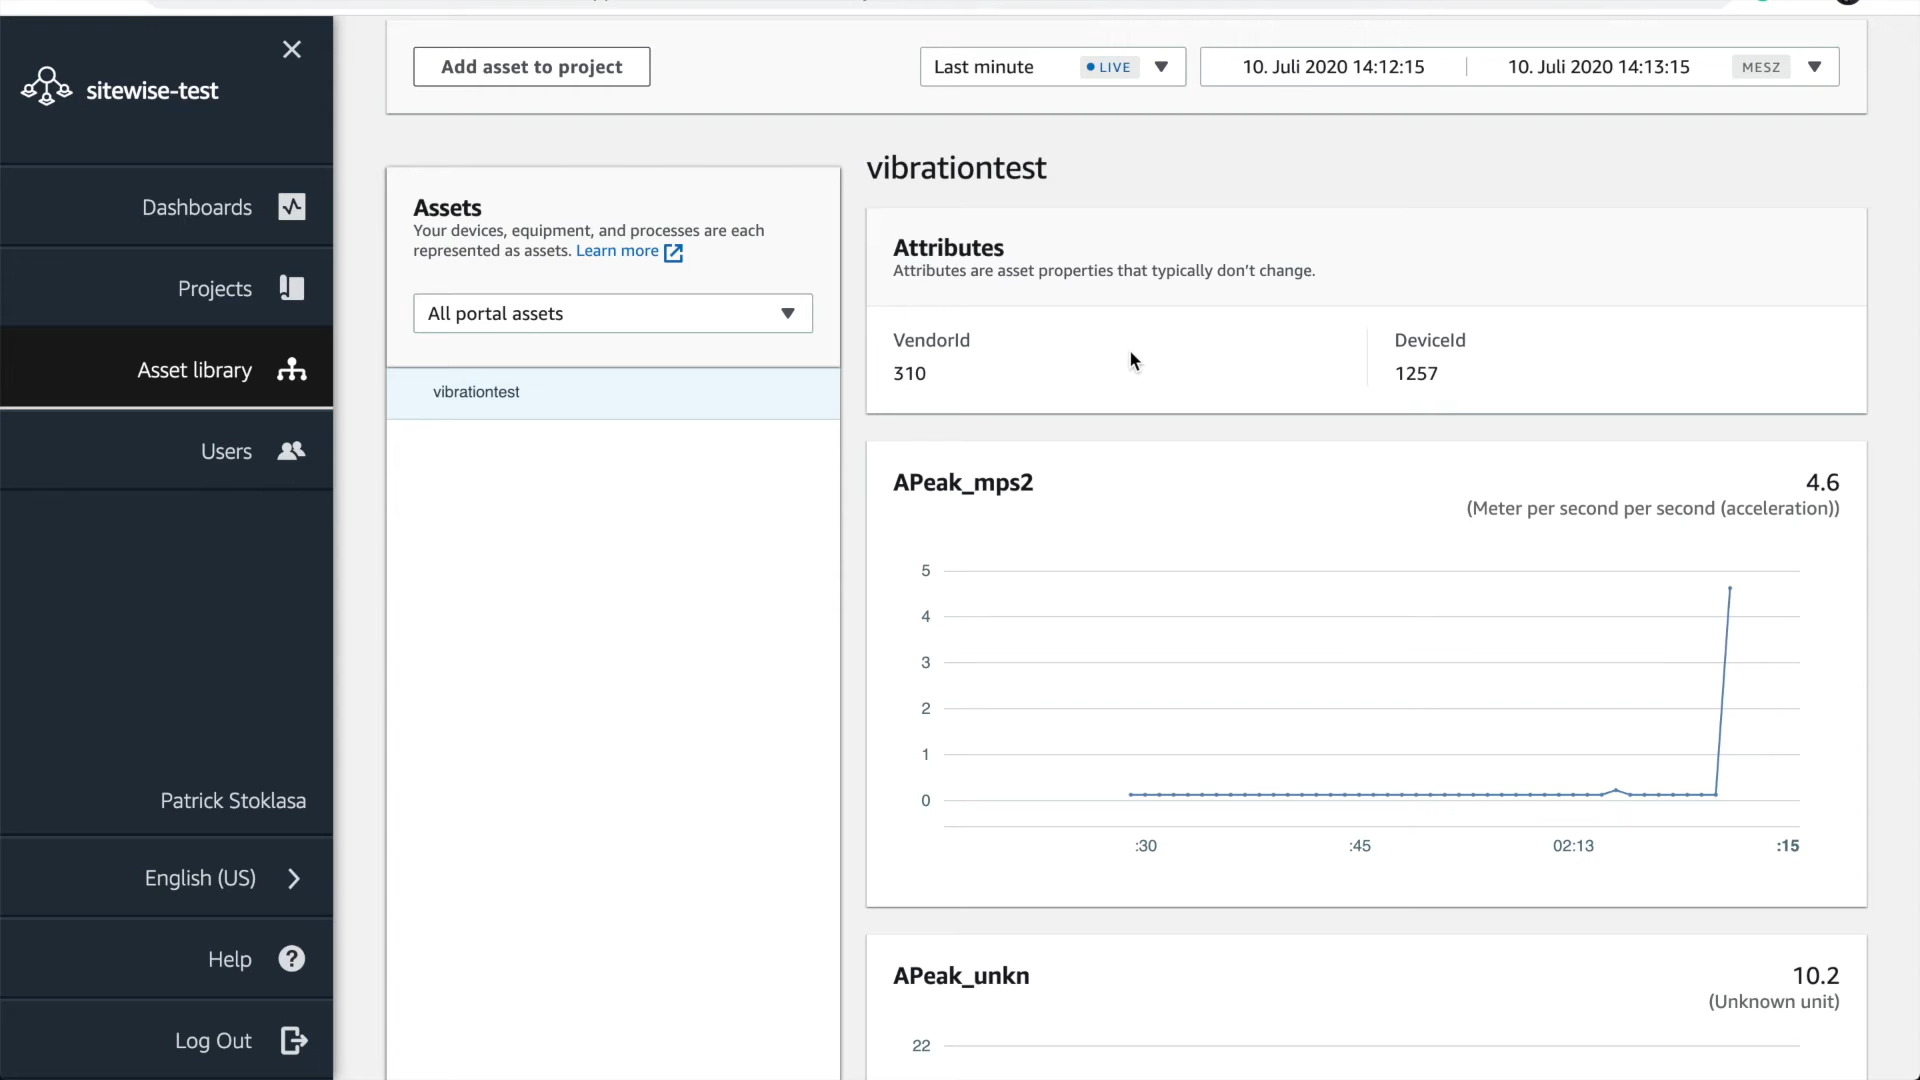 sitewise-test
Dashboards
Projects
Asset library
Users
Patrick Stoklasa
English (US)
Help
Log Out
Add asset to project
Last minute
LIVE
10. Juli 2020 14:12:15
10. Juli 2020 14:13:15
MESZ
Assets
Your devices, equipment, and processes are each
represented as assets. Learn more
All portal assets
vibrationtest
vibrationtest
Attributes
Attributes are asset properties that typically don't change.
VendorId
310
DeviceId
1257
APeak_mps2
4.6
(Meter per second per second (acceleration))
5
4
3
2
1
0
:30
:45
02:13
:15
APeak_unkn
10.2
(Unknown unit)
22